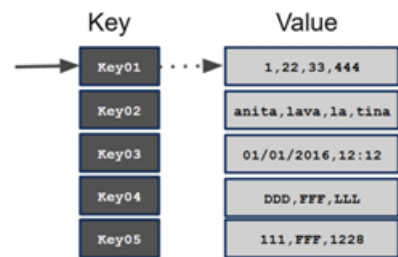 Key Value
Key01 1,22,33,444
Key02 anita,lava,la,tina
Key03 01/01/2016,12:12
Key04 DDD,FFF,LLL
Key05 111,FFF,1228